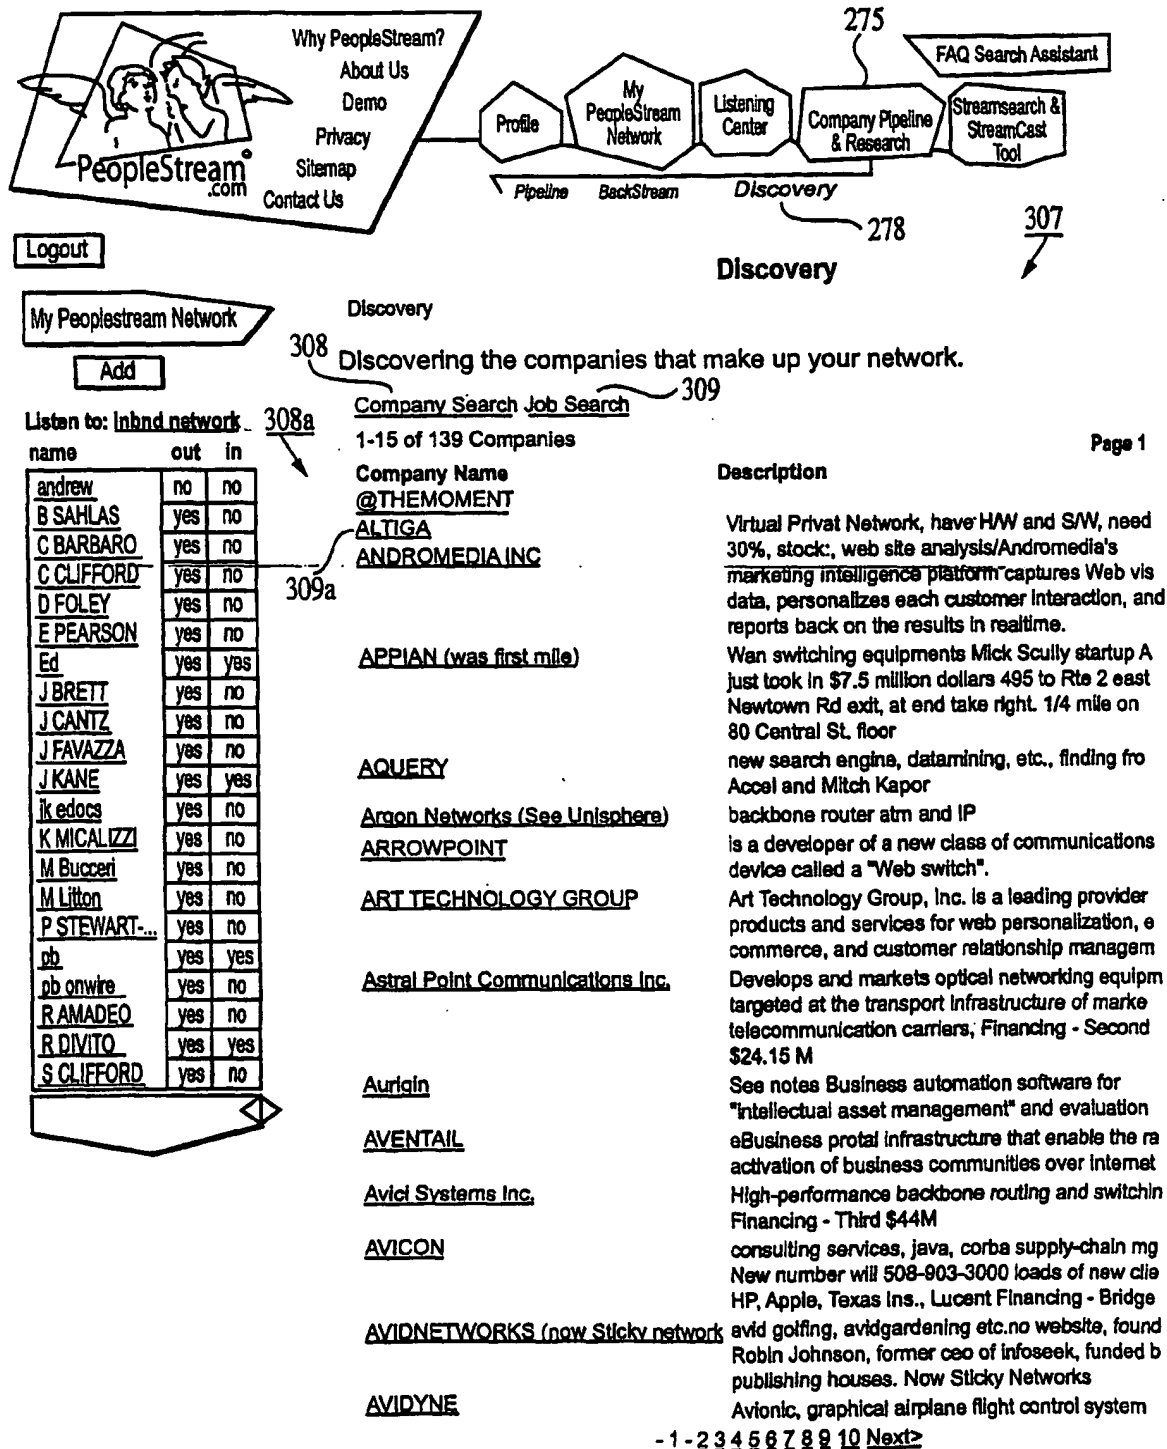 Why PeopleStream?
About Us
Demo
Privacy
Sitemap
Contact Us
PeopleStream
.com
275
FAQ Search Assistant
Profile
My
PeopleStream
Network
Listening
Center
Company Pipeline
& Research
Streamsearch &
StreamCast
Tool
Pipeline BackStream Discovery
278
307
Logout
Discovery
My Peoplestream Network
Add
Discovery
308
Discovering the companies that make up your network.
309
Company Search Job Search
Listen to: Inbnd network
308a
1-15 of 139 Companies
Page 1
name out in
andrew no no
B SAHLAS yes no
C BARBARO yes no
C CLIFFORD yes no
D FOLEY yes no
E PEARSON yes no
Ed yes yes
J BRETT yes no
J CANTZ yes no
J FAVAZZA yes no
J KANE yes yes
jk edocs yes no
K MICALIZZI yes no
M Bucceri yes no
M Litton yes no
P STEWART-... yes no
pb yes yes
pb onwire yes no
R AMADEO yes no
R DIVITO yes yes
S CLIFFORD yes no
309a
Company Name Description
@THEMOMENT
ALTIGA Virtual Privat Network, have H/W and S/W, need
ANDROMEDIA INC 30%, stock:, web site analysis/Andromedia's
marketing intelligence platform captures Web vis
data, personalizes each customer interaction, and
reports back on the results in realtime.
APPIAN (was first mile) Wan switching equipments Mick Scully startup A
just took in $7.5 million dollars 495 to Rte 2 east
Newtown Rd exit, at end take right. 1/4 mile on
80 Central St. floor
AQUERY new search engine, datamining, etc., finding fro
Accel and Mitch Kapor
Argon Networks (See Unisphere) backbone router atm and IP
ARROWPOINT is a developer of a new class of communications
device called a "Web switch".
ART TECHNOLOGY GROUP Art Technology Group, Inc. is a leading provider
products and services for web personalization, e
commerce, and customer relationship managem
Astral Point Communications Inc. Develops and markets optical networking equipm
targeted at the transport infrastructure of marke
telecommunication carriers, Financing - Second
$24.15 M
Aurigin See notes Business automation software for
"intellectual asset management" and evaluation
AVENTAIL eBusiness protal infrastructure that enable the ra
activation of business communities over internet
Avici Systems Inc. High-performance backbone routing and switchin
Financing - Third $44M
AVICON consulting services, java, corba supply-chain mg
New number will 508-903-3000 loads of new clie
HP, Apple, Texas Ins., Lucent Financing - Bridge
AVIDNETWORKS (now Sticky network avid golfing, avidgardening etc.no website, found
Robin Johnson, former ceo of infoseek, funded b
publishing houses. Now Sticky Networks
AVIDYNE Avionic, graphical airplane flight control system
- 1 - 2 3 4 5 6 7 8 9 10 Next>